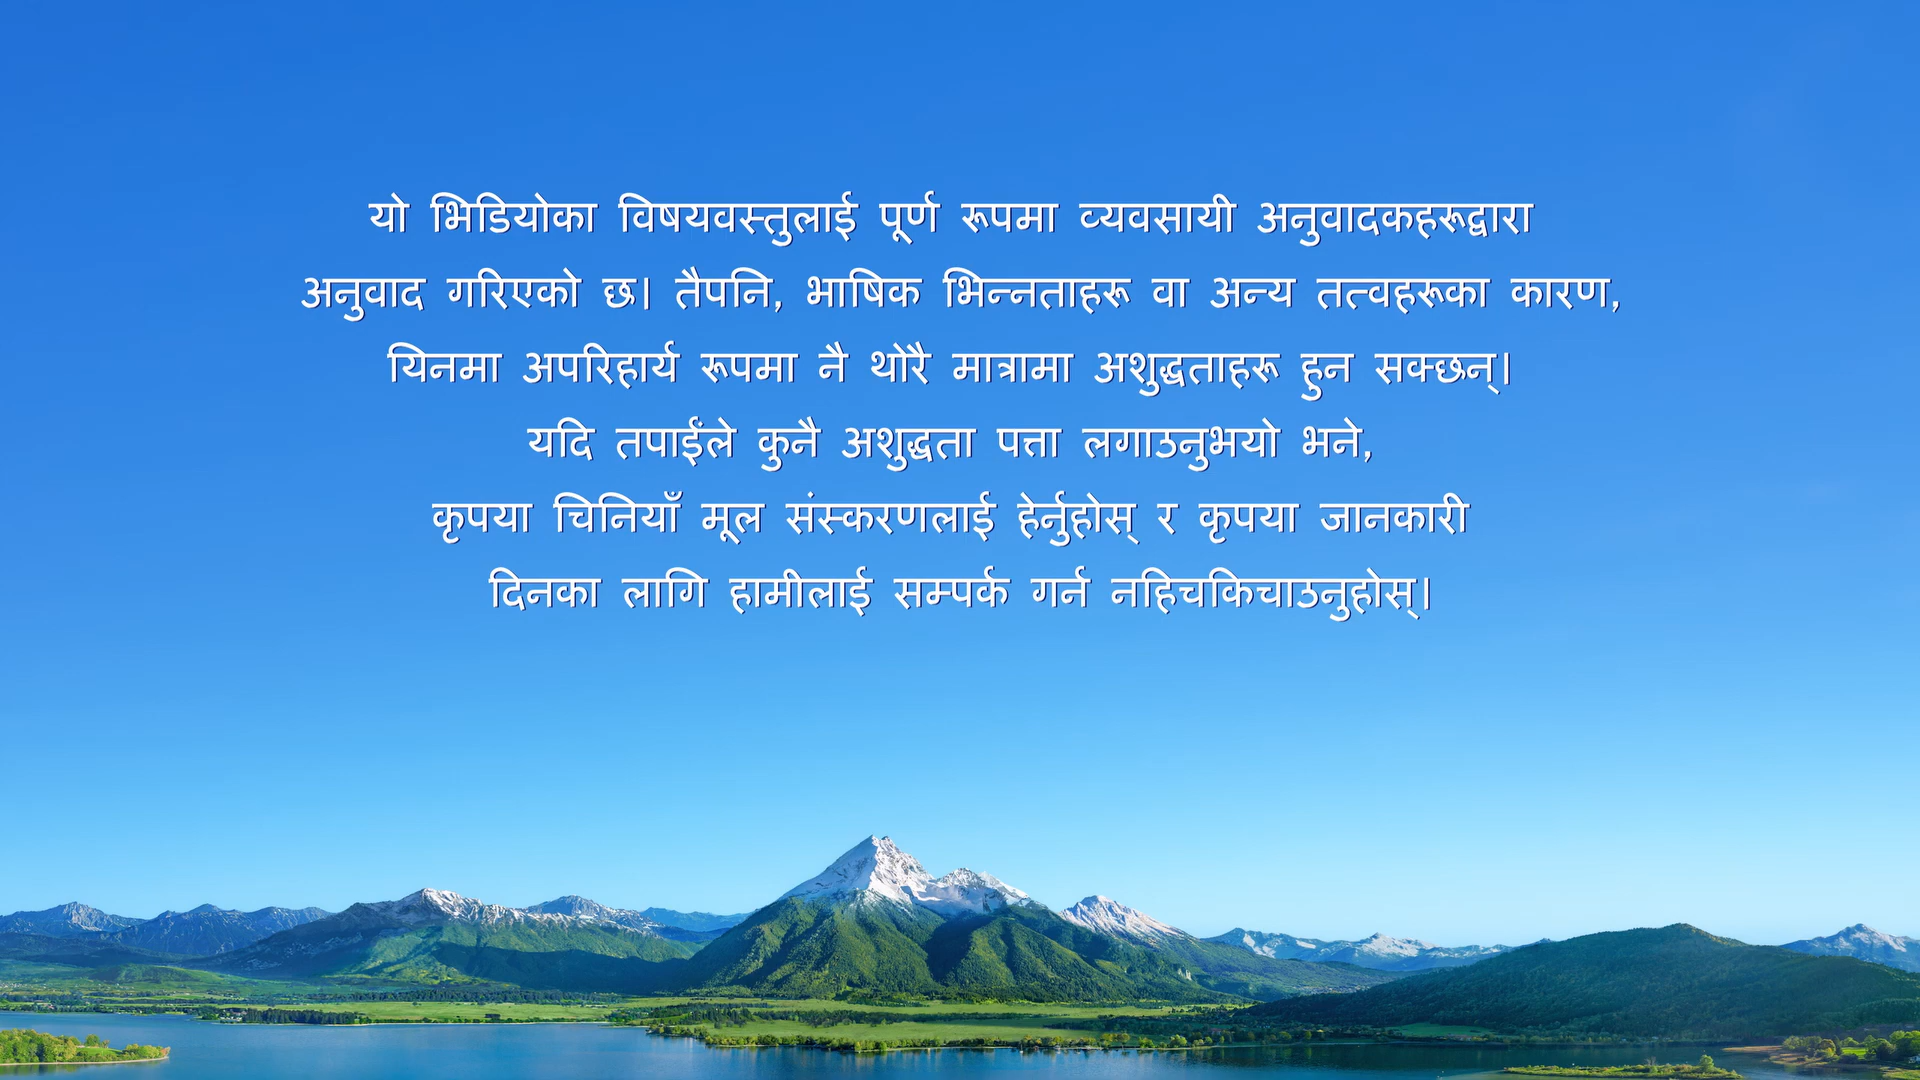 यो भिडियोका विषयवस्तुलाई पूर्ण रूपमा व्यवसायी अनुवादकहरूद्वारा
अनुवाद गरिएको छ। तैपनि, भाषिक भिन्नताहरू वा अन्य तत्वहरूका कारण,
यिनमा अपरिहार्य रूपमा नै थोरै मात्रामा अशुद्धताहरू हुन सक्छन्।
यदि तपाईंले कुनै अशुद्धता पत्ता लगाउनुभयो भने,
कृपया चिनियाँ मूल संस्करणलाई हेर्नुहोस् र कृपया जानकारी
दिनका लागि हामीलाई सम्पर्क गर्न नहिचकिचाउनुहोस्।